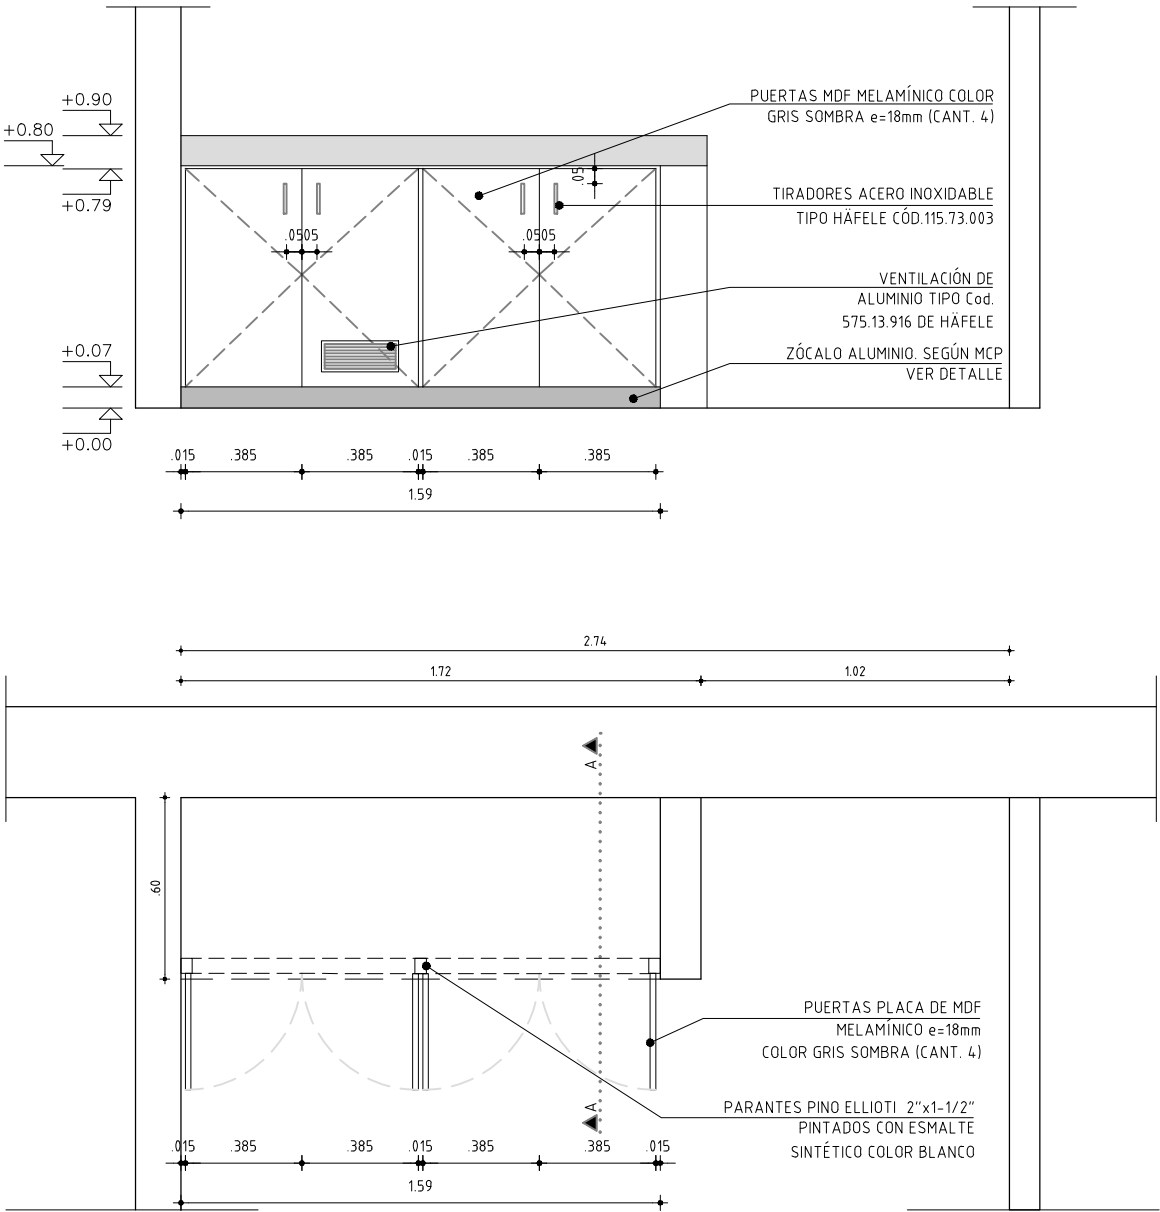 +0.90
+0.80
+0.79
+0.07
+0.00
PUERTAS MDF MELAMÍNICO COLOR
GRIS SOMBRA e=18mm (CANT. 4)
.05
TIRADORES ACERO INOXIDABLE
TIPO HÄFELE CÓD.115.73.003
.0505
.0505
VENTILACIÓN DE
ALUMINIO TIPO Cod.
575.13.916 DE HÄFELE
ZÓCALO ALUMINIO. SEGÚN MCP
VER DETALLE
.015 .385 .385 .015 .385 .385
1.59
2.74
1.72 1.02
A
.60
PUERTAS PLACA DE MDF
MELAMÍNICO e=18mm
COLOR GRIS SOMBRA (CANT. 4)
A
PARANTES PINO ELLIOTI 2"x1-1/2"
PINTADOS CON ESMALTE
SINTÉTICO COLOR BLANCO
.015 .385 .385 .015 .385 .385 .015
1.59